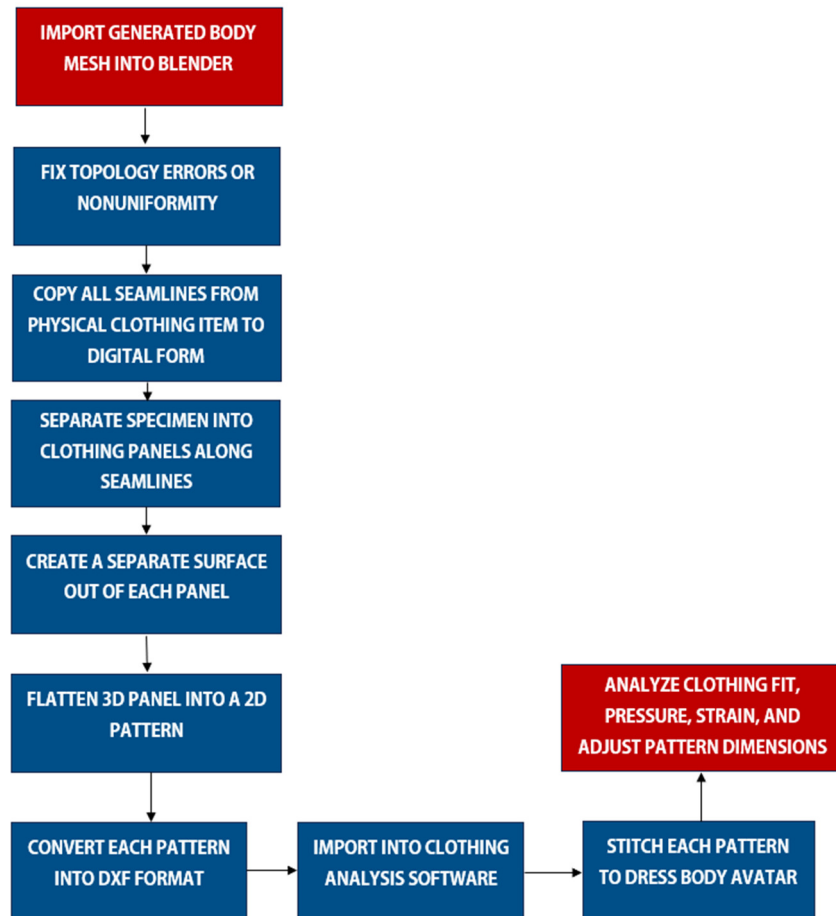 IMPORT GENERATED BODY
MESH INTO BLENDER
FIX TOPOLOGY ERRORS OR
NONUNIFORMITY
COPY ALL SEAMLINES FROM
PHYSICAL CLOTHING ITEM TO
DIGITAL FORM
SEPARATE SPECIMEN INTO
CLOTHING PANELS ALONG
SEAMLINES
CREATE A SEPARATE SURFACE
OUT OF EACH PANEL
FLATTEN 3D PANEL INTO A 2D
PATTERN
CONVERT EACH PATTERN
INTO DXF FORMAT
IMPORT INTO CLOTHING
ANALYSIS SOFTWARE
STITCH EACH PATTERN
TO DRESS BODY AVATAR
ANALYZE CLOTHING FIT,
PRESSURE, STRAIN, AND
ADJUST PATTERN DIMENSIONS